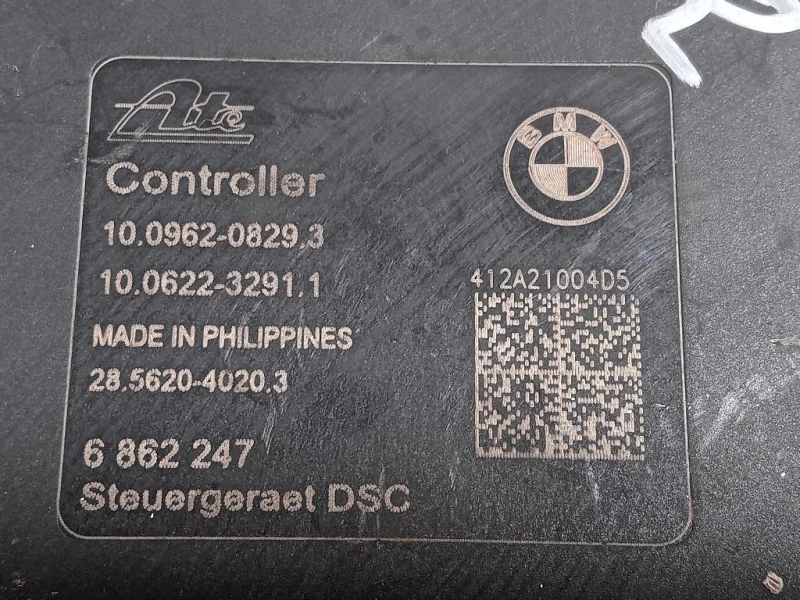 Ate
BMW
Controller
10.0962-0829.3
10.0622-3291.1
412A21004D5
MADE IN PHILIPPINES
28.5620-4020.3
6 862 247
Steuergeraet DSC